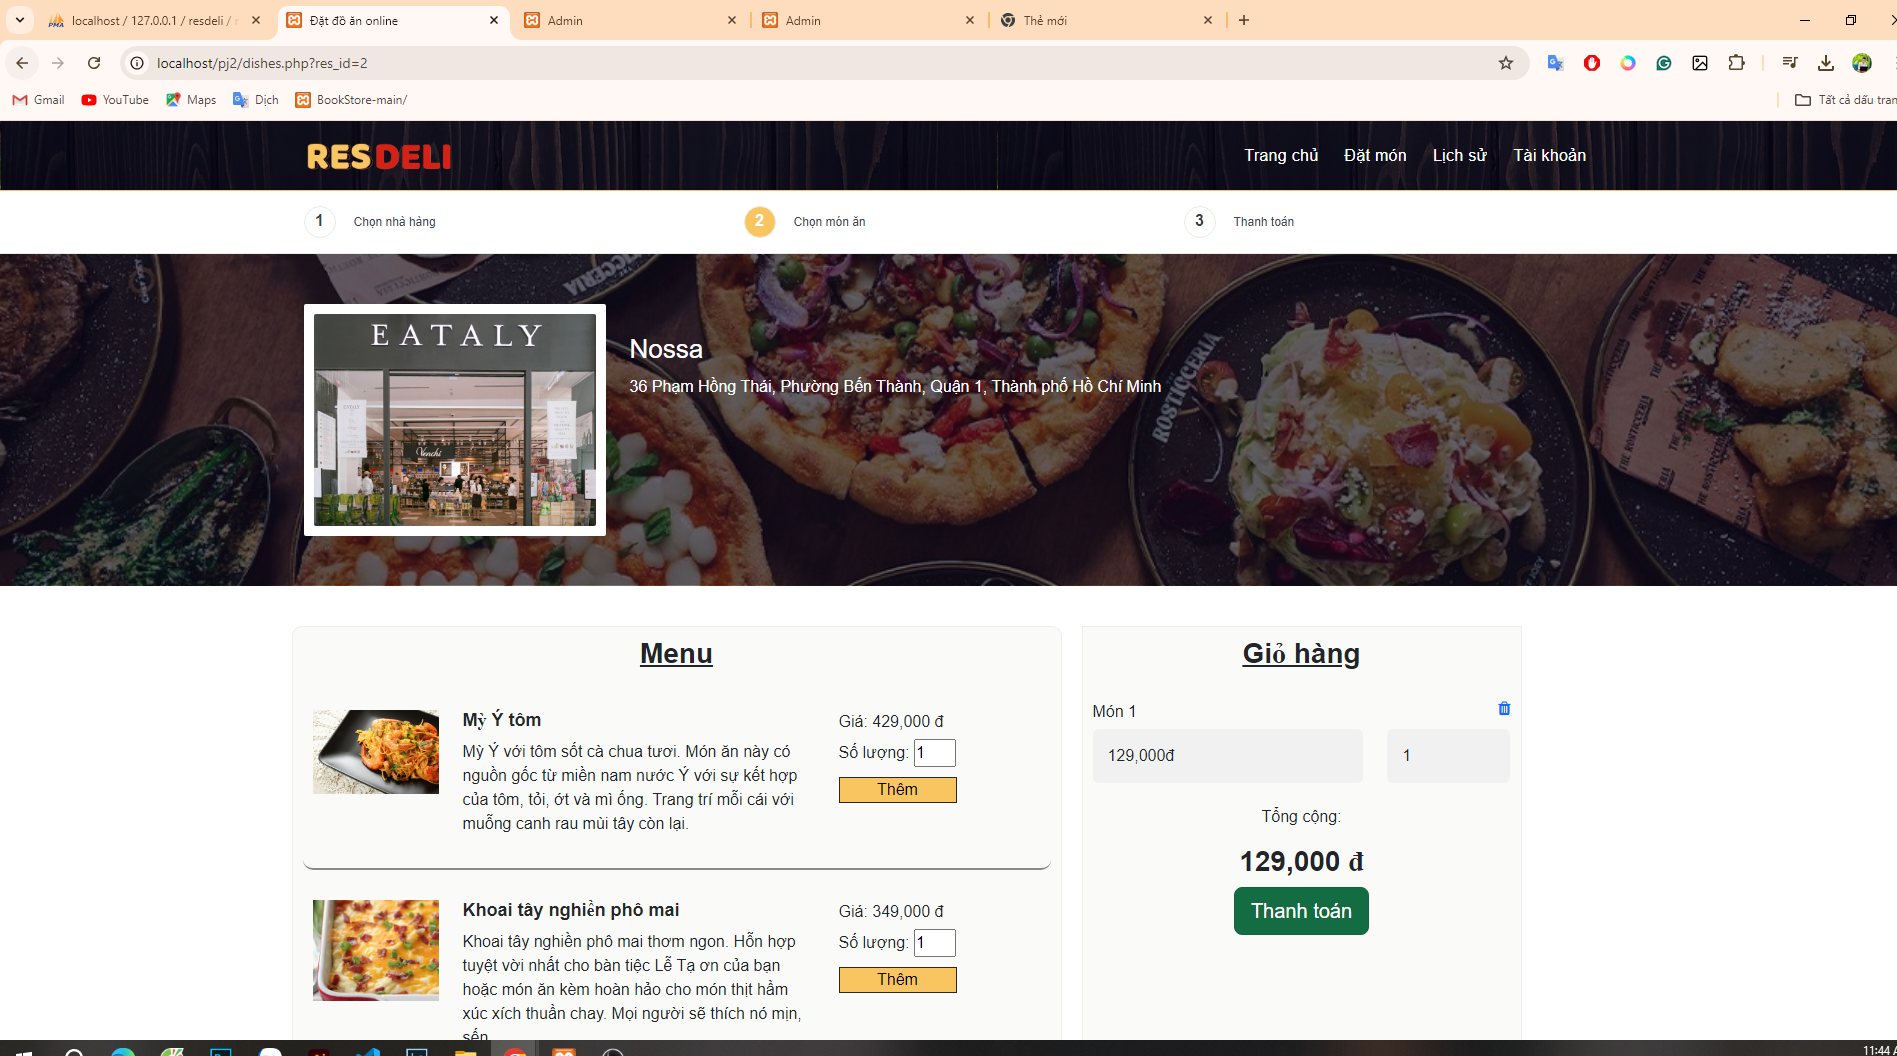 localhost / 127.0.0.1 / resdeli /
Đặt đồ ăn online
Admin
Admin
Thẻ mới
localhost/pj2/dishes.php?res_id=2
Gmail
YouTube
Maps
Dịch
BookStore-main/
Tất cả dấu tran
RES DELI
Trang chủ
Đặt món
Lịch sử
Tài khoản
1 Chọn nhà hàng
2 Chọn món ăn
3 Thanh toán
EATALY
Venchi
ROSTICCERIA
THE ROSTICCERIA
Nossa
36 Phạm Hồng Thái, Phường Bến Thành, Quận 1, Thành phố Hồ Chí Minh
Menu
Mỳ Ý tôm
Mỳ Ý với tôm sốt cà chua tươi. Món ăn này có
nguồn gốc từ miền nam nước Ý với sự kết hợp
của tôm, tỏi, ớt và mì ống. Trang trí mỗi cái với
muỗng canh rau mùi tây còn lại.
Giá: 429,000 đ
Số lượng: 1
Thêm
Khoai tây nghiền phô mai
Khoai tây nghiền phô mai thơm ngon. Hỗn hợp
tuyệt vời nhất cho bàn tiệc Lễ Tạ ơn của bạn
hoặc món ăn kèm hoàn hảo cho món thịt hầm
xúc xích thuần chay. Mọi người sẽ thích nó mịn,
sến
Giá: 349,000 đ
Số lượng: 1
Thêm
Giỏ hàng
Món 1
129,000đ
1
Tổng cộng:
129,000 đ
Thanh toán
11:44